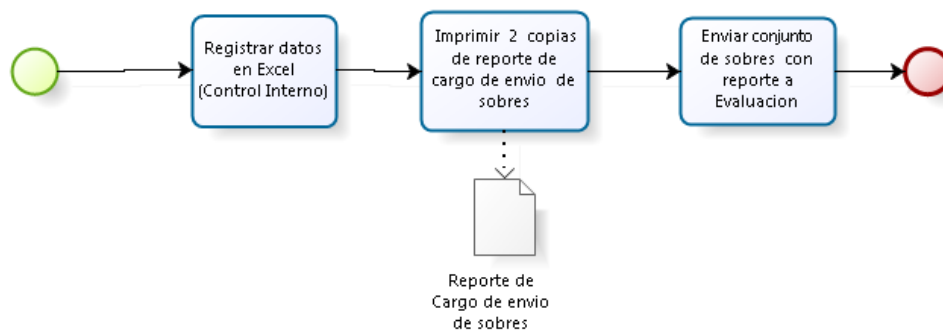 Registrar datos
en Excel
(Control Interno)
Imprimir 2 copias
de reporte de
cargo de envio de
sobres
Enviar conjunto
de sobres con
reporte a
Evaluacion
Reporte de
Cargo de envio
de sobres